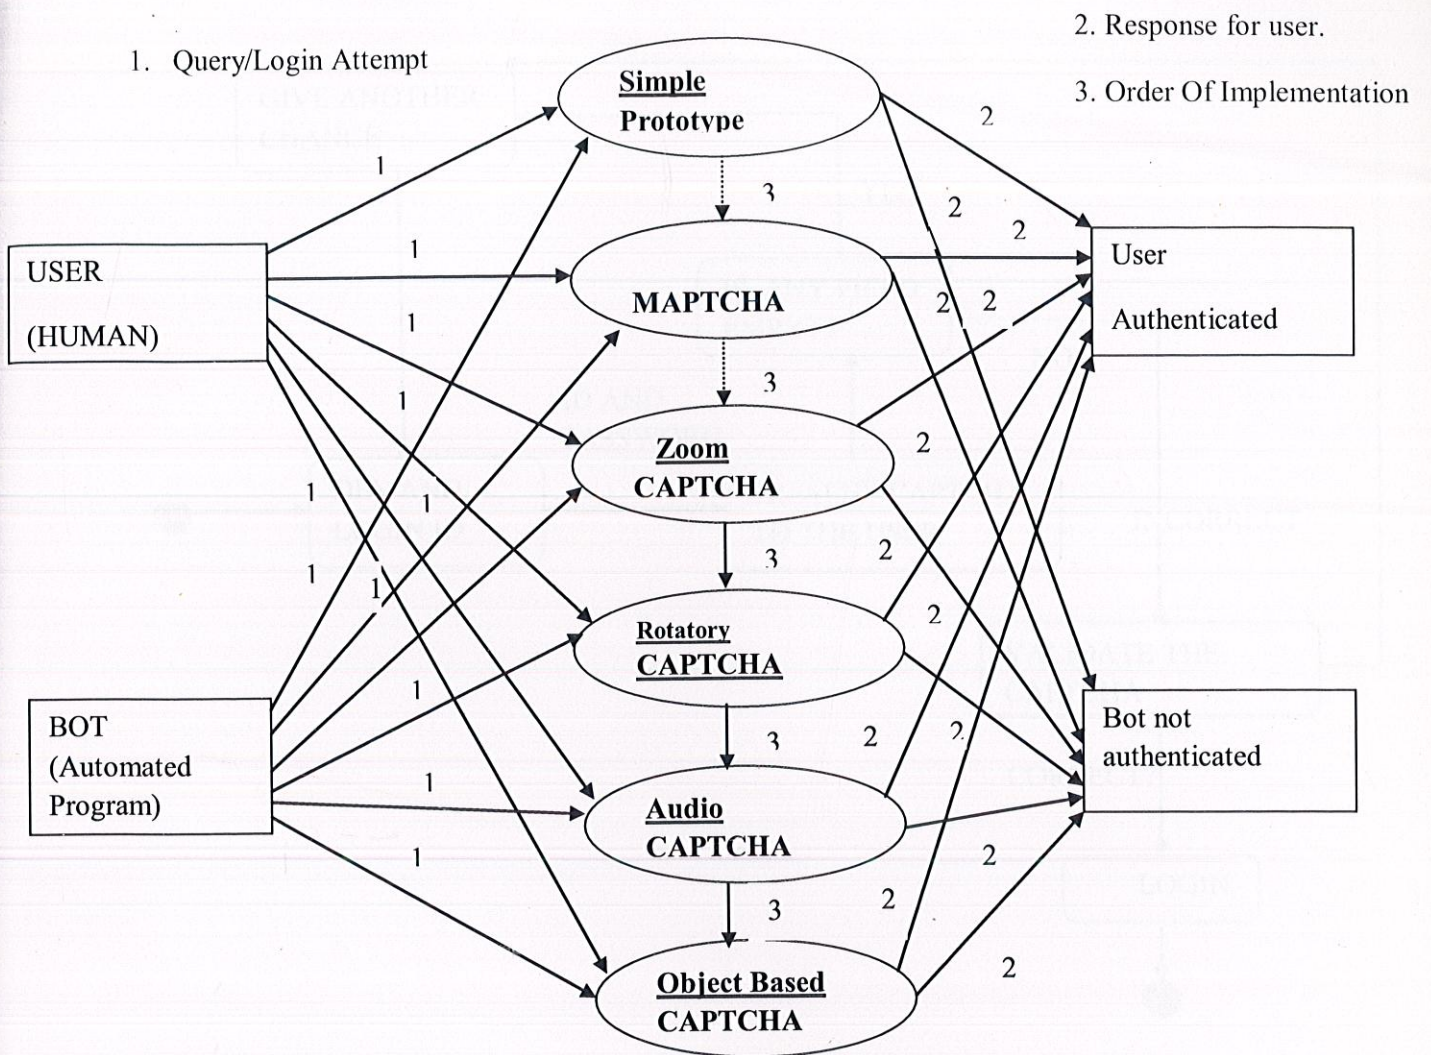 1. Query/Login Attempt
2. Response for user.
3. Order Of Implementation
Simple
Prototype
2
1
3
2
2
1
USER
(HUMAN)
MAPTCHA
User
Authenticated
2
2
1
3
1
2
Zoom
CAPTCHA
1
1
2
3
1
1
2
Rotatory
CAPTCHA
1
BOT
(Automated
Program)
3
2
2
Bot not
authenticated
1
Audio
CAPTCHA
1
2
3
2
2
Object Based
CAPTCHA